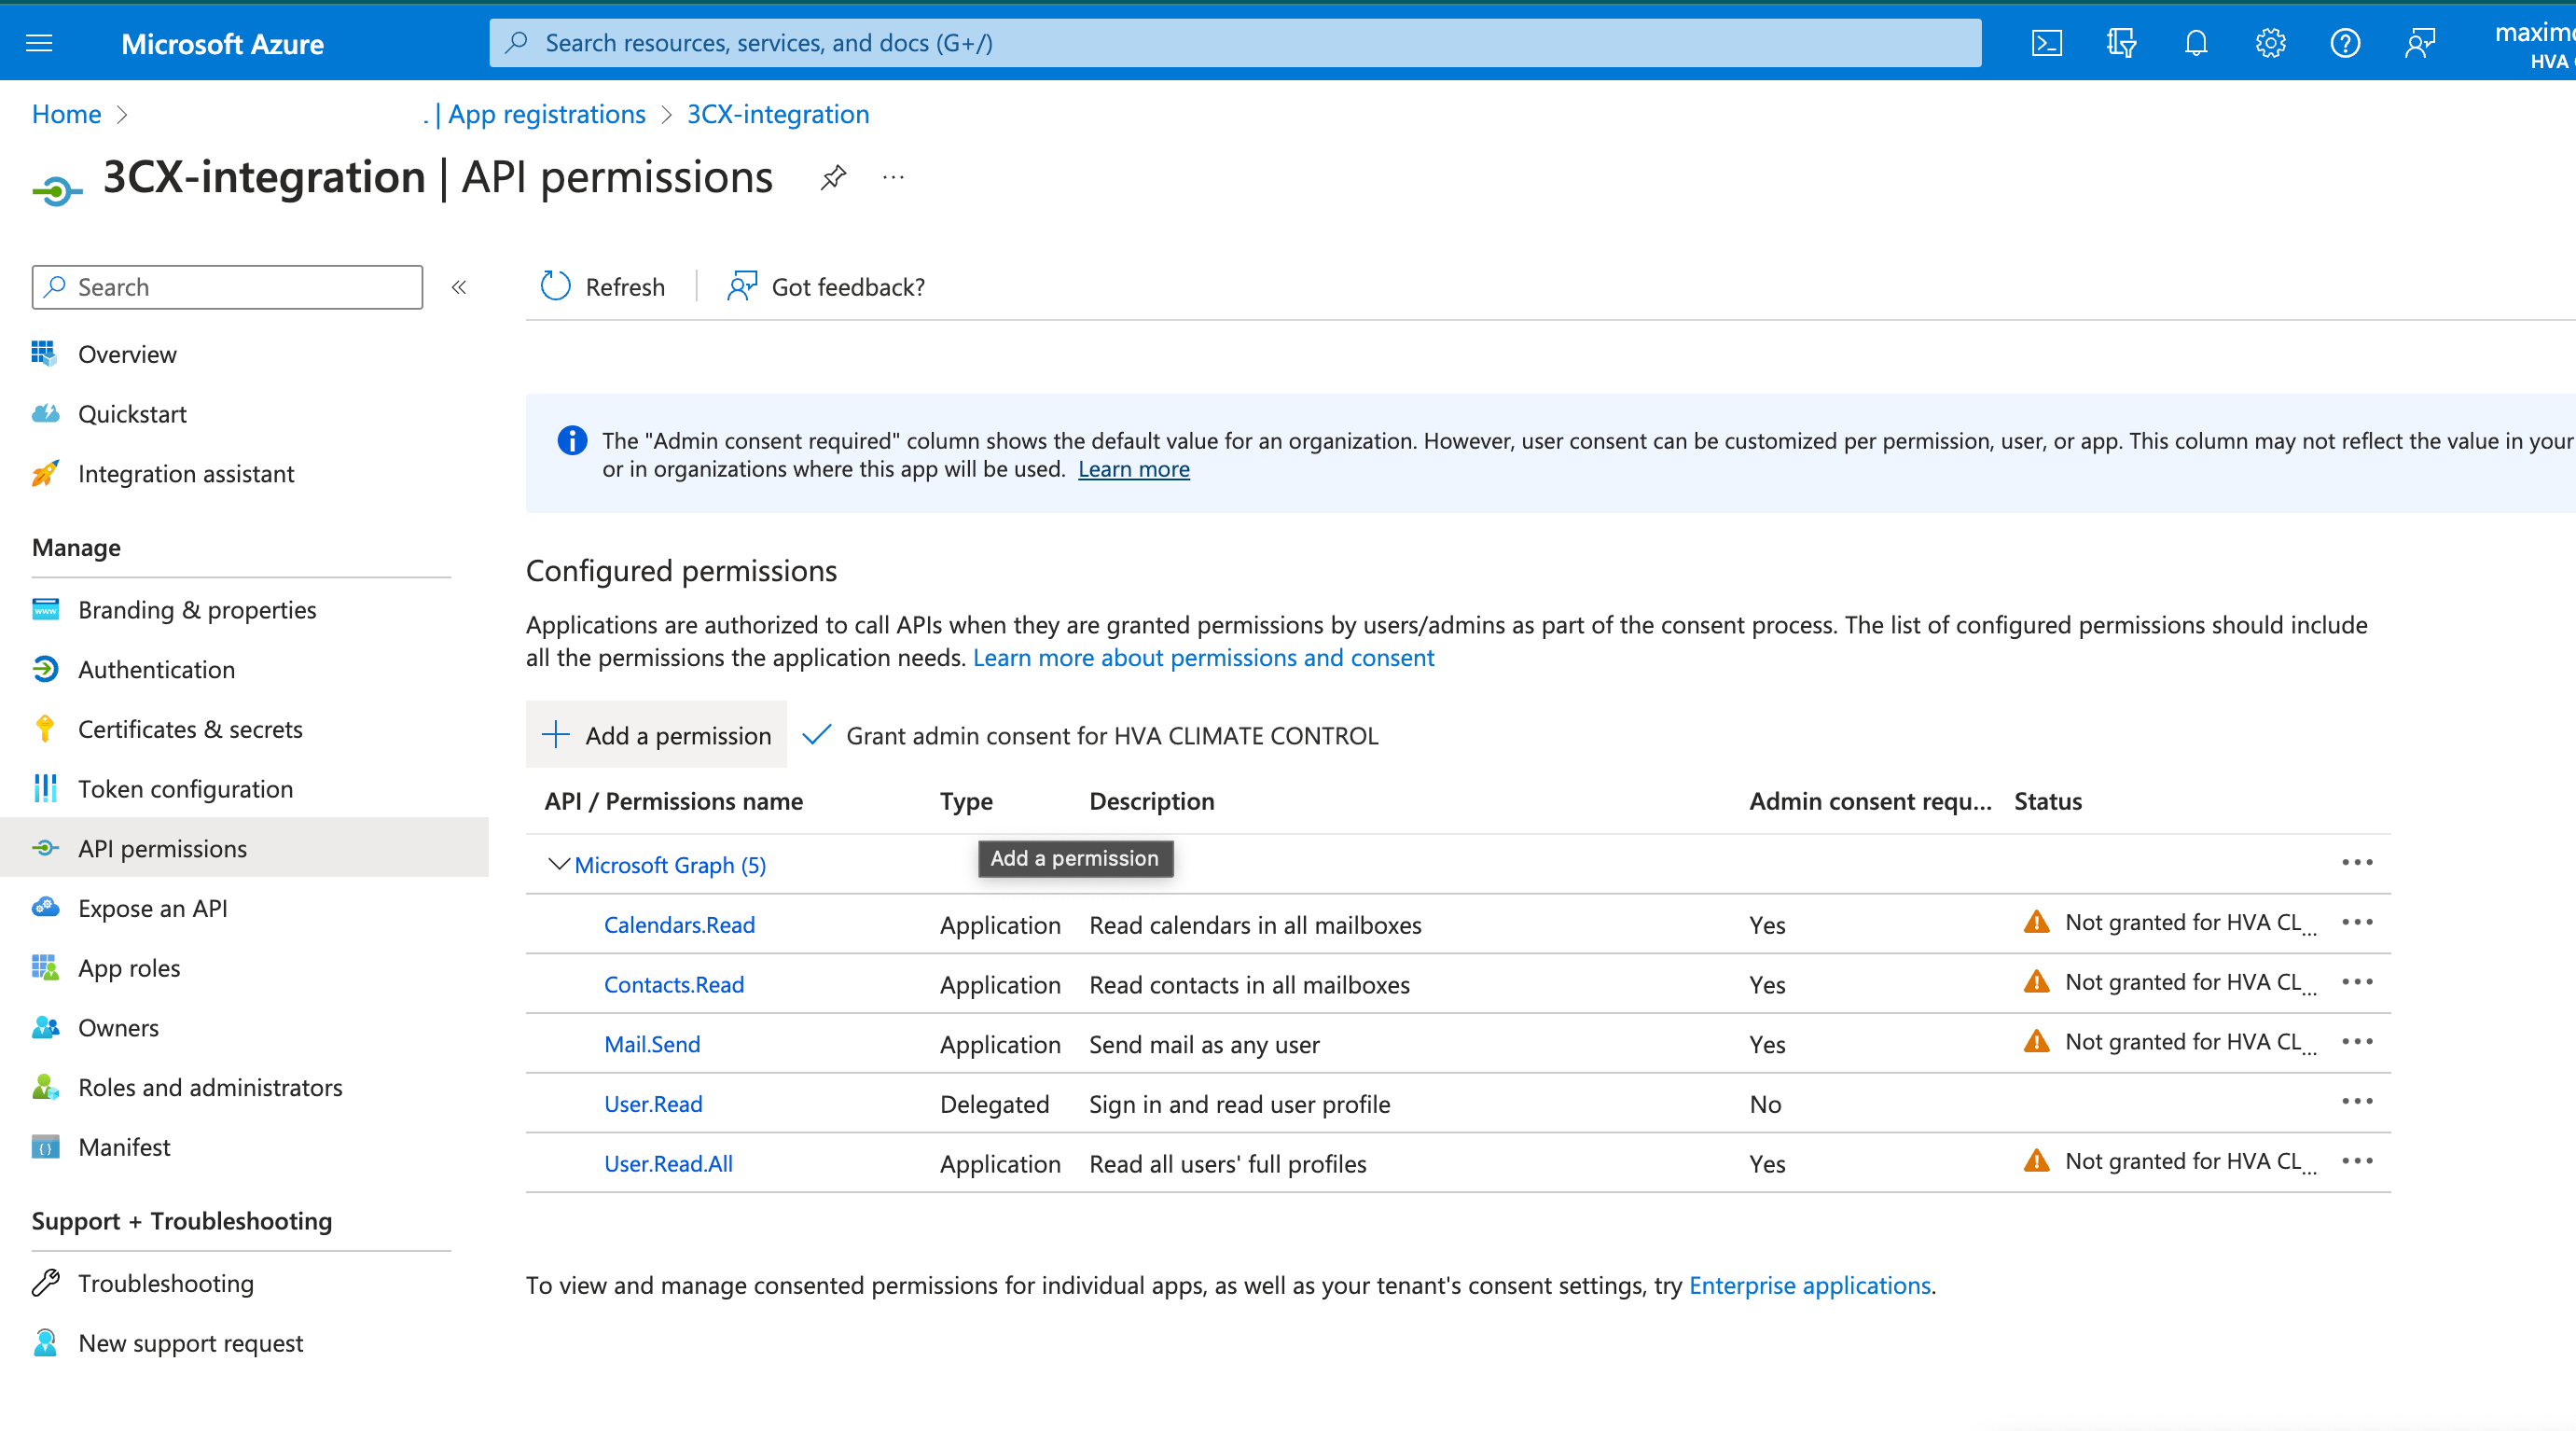 Microsoft Azure
Search resources, services, and docs (G+/)
maximo
HVA
Home > . | App registrations > 3CX-integration
3CX-integration | API permissions
Search
«
Refresh
Got feedback?
Overview
Quickstart
Integration assistant
Manage
Branding & properties
Authentication
Certificates & secrets
Token configuration
API permissions
Expose an API
App roles
Owners
Roles and administrators
Manifest
Support + Troubleshooting
Troubleshooting
New support request
The "Admin consent required" column shows the default value for an organization. However, user consent can be customized per permission, user, or app. This column may not reflect the value in your
or in organizations where this app will be used. Learn more
Configured permissions
Applications are authorized to call APIs when they are granted permissions by users/admins as part of the consent process. The list of configured permissions should include
all the permissions the application needs. Learn more about permissions and consent
Add a permission
Grant admin consent for HVA CLIMATE CONTROL
API / Permissions name Type Description Admin consent requ... Status
Microsoft Graph (5)
Add a permission
Calendars.Read Application Read calendars in all mailboxes Yes Not granted for HVA CL...
Contacts.Read Application Read contacts in all mailboxes Yes Not granted for HVA CL...
Mail.Send Application Send mail as any user Yes Not granted for HVA CL...
User.Read Delegated Sign in and read user profile No
User.Read.All Application Read all users' full profiles Yes Not granted for HVA CL...
To view and manage consented permissions for individual apps, as well as your tenant's consent settings, try Enterprise applications.